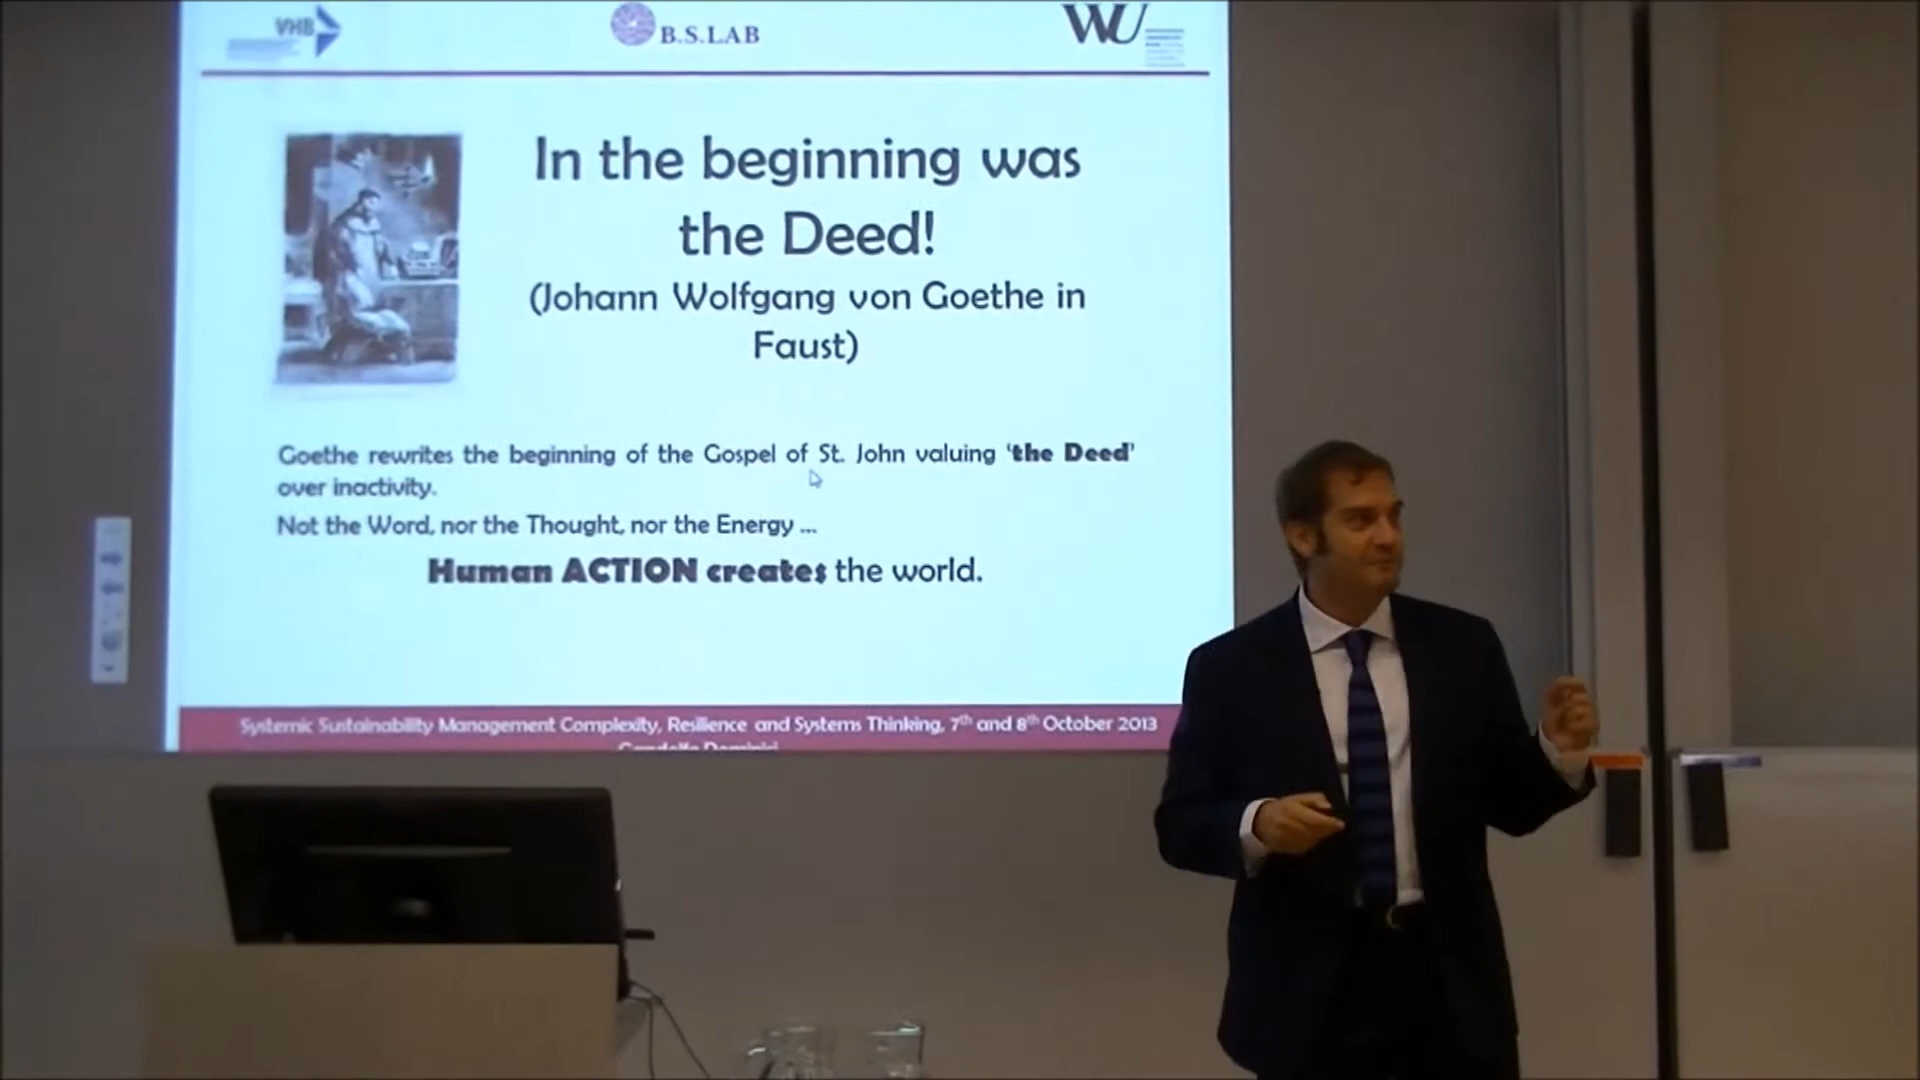 VHB
B.S.LAB
WU
In the beginning was
the Deed!
(Johann Wolfgang von Goethe in
Faust)
Goethe rewrites the beginning of the Gospel of St. John valuing ‘the Deed’
over inactivity.
Not the Word, nor the Thought, nor the Energy ...
Human ACTION creates the world.
Systemic Sustainability Management Complexity, Resilience and Systems Thinking, 7th and 8th October 2013
Gandolfo Dominici